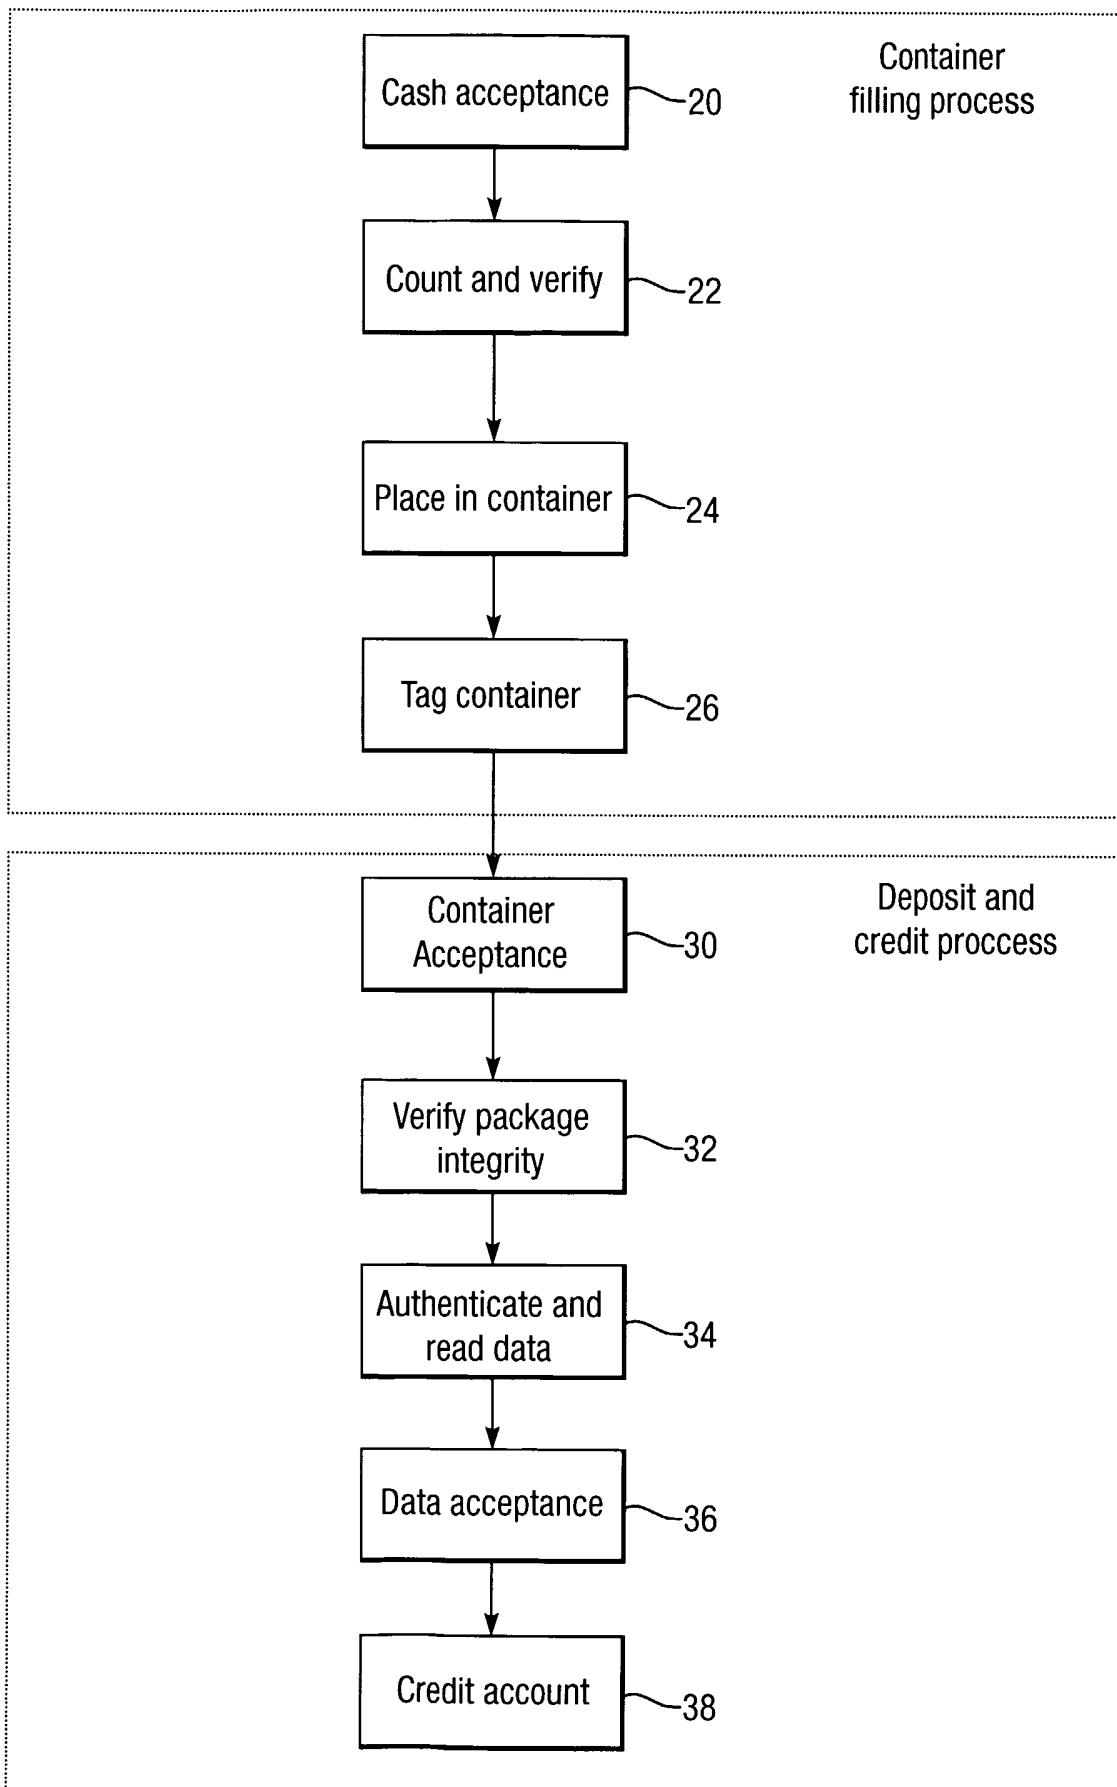 Container
filling process
Cash acceptance
20
Count and verify
22
Place in container
24
Tag container
26
Deposit and
credit proccess
Container
Acceptance
30
Verify package
integrity
32
Authenticate and
read data
34
Data acceptance
36
Credit account
38